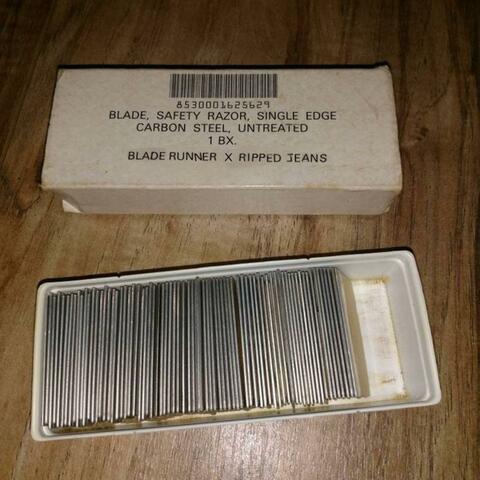 8530001625629
BLADE, SAFETY RAZOR, SINGLE EDGE
CARBON STEEL, UNTREATED
1 BX.
BLADE RUNNER X RIPPED JEANS